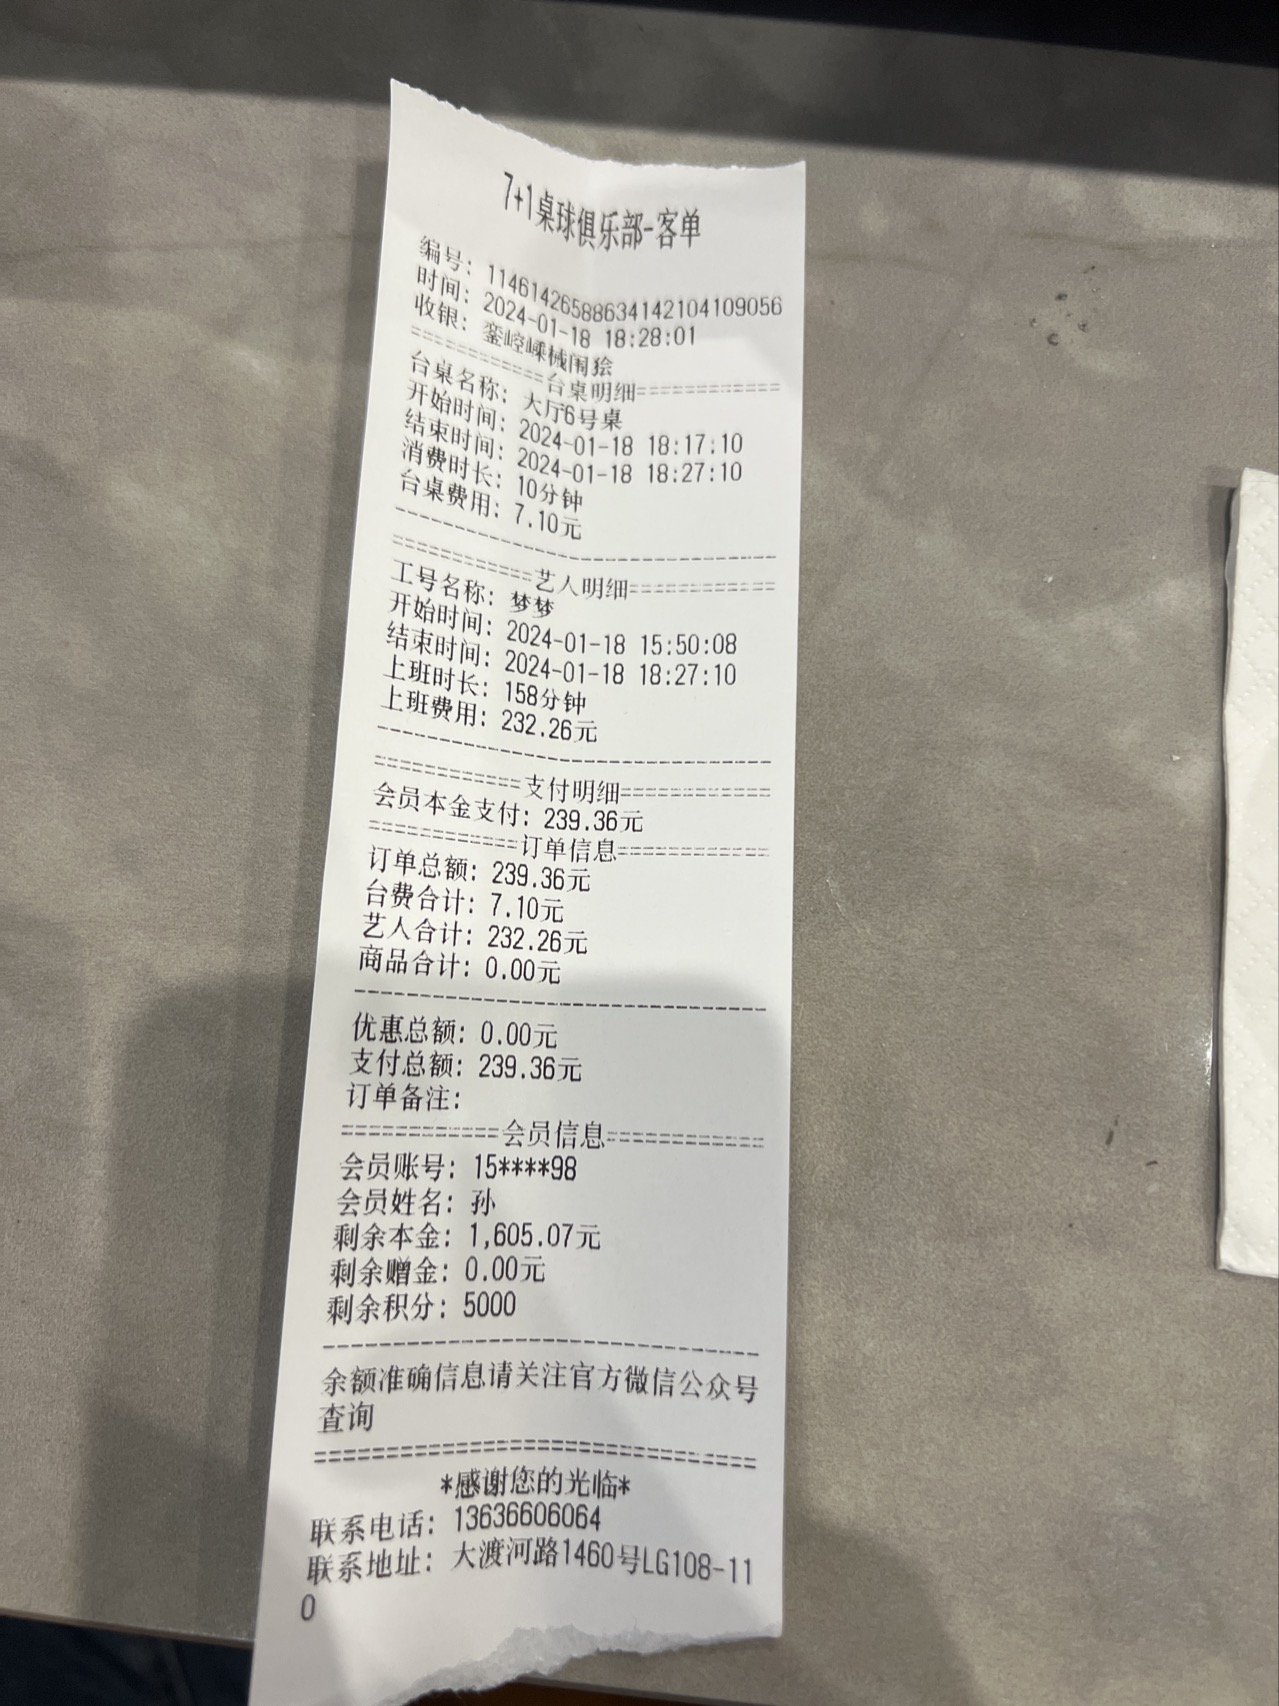 7+1桌球俱乐部-客单
编号：1146142658863414210410​9056
时间：2024-01-18 18:28:01
收银：
===========台桌明细============
台桌名称：大厅6号桌
开始时间：2024-01-18 18:17:10
结束时间：2024-01-18 18:27:10
消费时长：10分钟
台桌费用：7.10元
--------------------------------
===========艺人明细============
工号名称：梦梦
开始时间：2024-01-18 15:50:08
结束时间：2024-01-18 18:27:10
上班时长：158分钟
上班费用：232.26元
--------------------------------
===========支付明细============
会员本金支付：239.36元
===========订单信息============
订单总额：239.36元
台费合计：7.10元
艺人合计：232.26元
商品合计：0.00元
--------------------------------
优惠总额：0.00元
支付总额：239.36元
订单备注：
===========会员信息============
会员账号：15****98
会员姓名：孙
剩余本金：1,605.07元
剩余赠金：0.00元
剩余积分：5000
--------------------------------
余额准确信息请关注官方微信公众号
查询
================================
*感谢您的光临*
联系电话：13636606064
联系地址：大渡河路1460号LG108-11
0